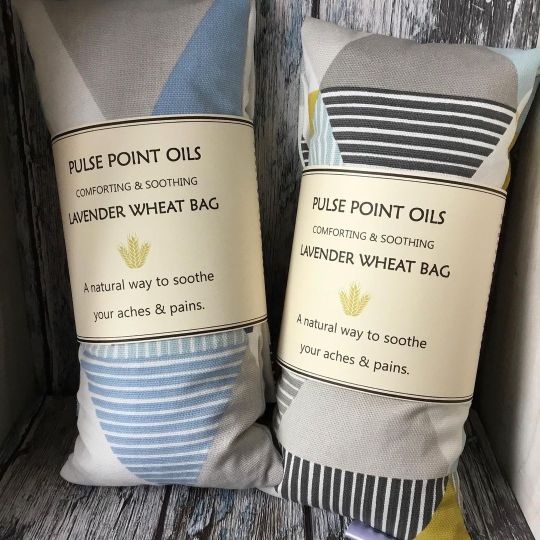 PULSE POINT OILS
COMFORTING & SOOTHING
LAVENDER WHEAT BAG
A natural way to soothe
your aches & pains.
PULSE POINT OILS
COMFORTING & SOOTHING
LAVENDER WHEAT BAG
A natural way to soothe
your aches & pains.